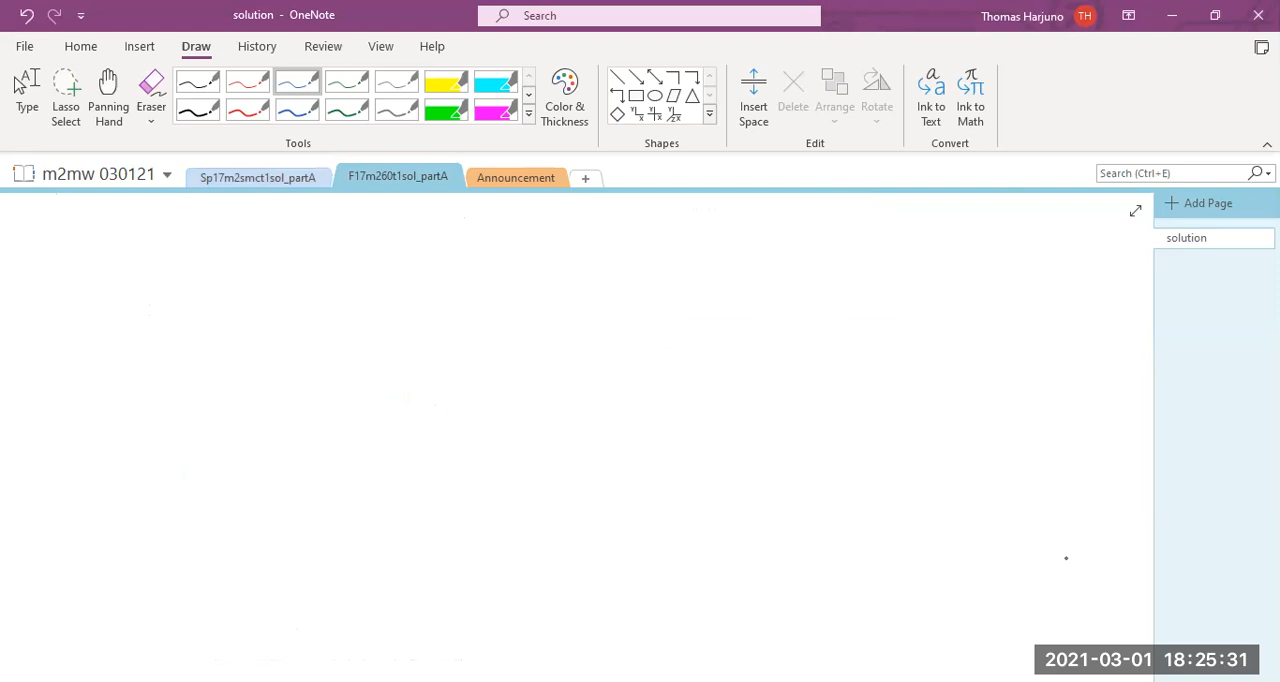 solution - OneNote
Search
Thomas Harjuno TH
File Home Insert Draw History Review View Help
Type
Lasso Select
Panning Hand
Eraser
Color & Thickness
Insert Space
Delete
Arrange
Rotate
Ink to Text
Ink to Math
Tools
Shapes
Edit
Convert
m2mw 030121
Sp17m2smct1sol_partA
F17m260t1sol_partA
Announcement
+
Search (Ctrl+E)
Add Page
solution
2021-03-01 18:25:31